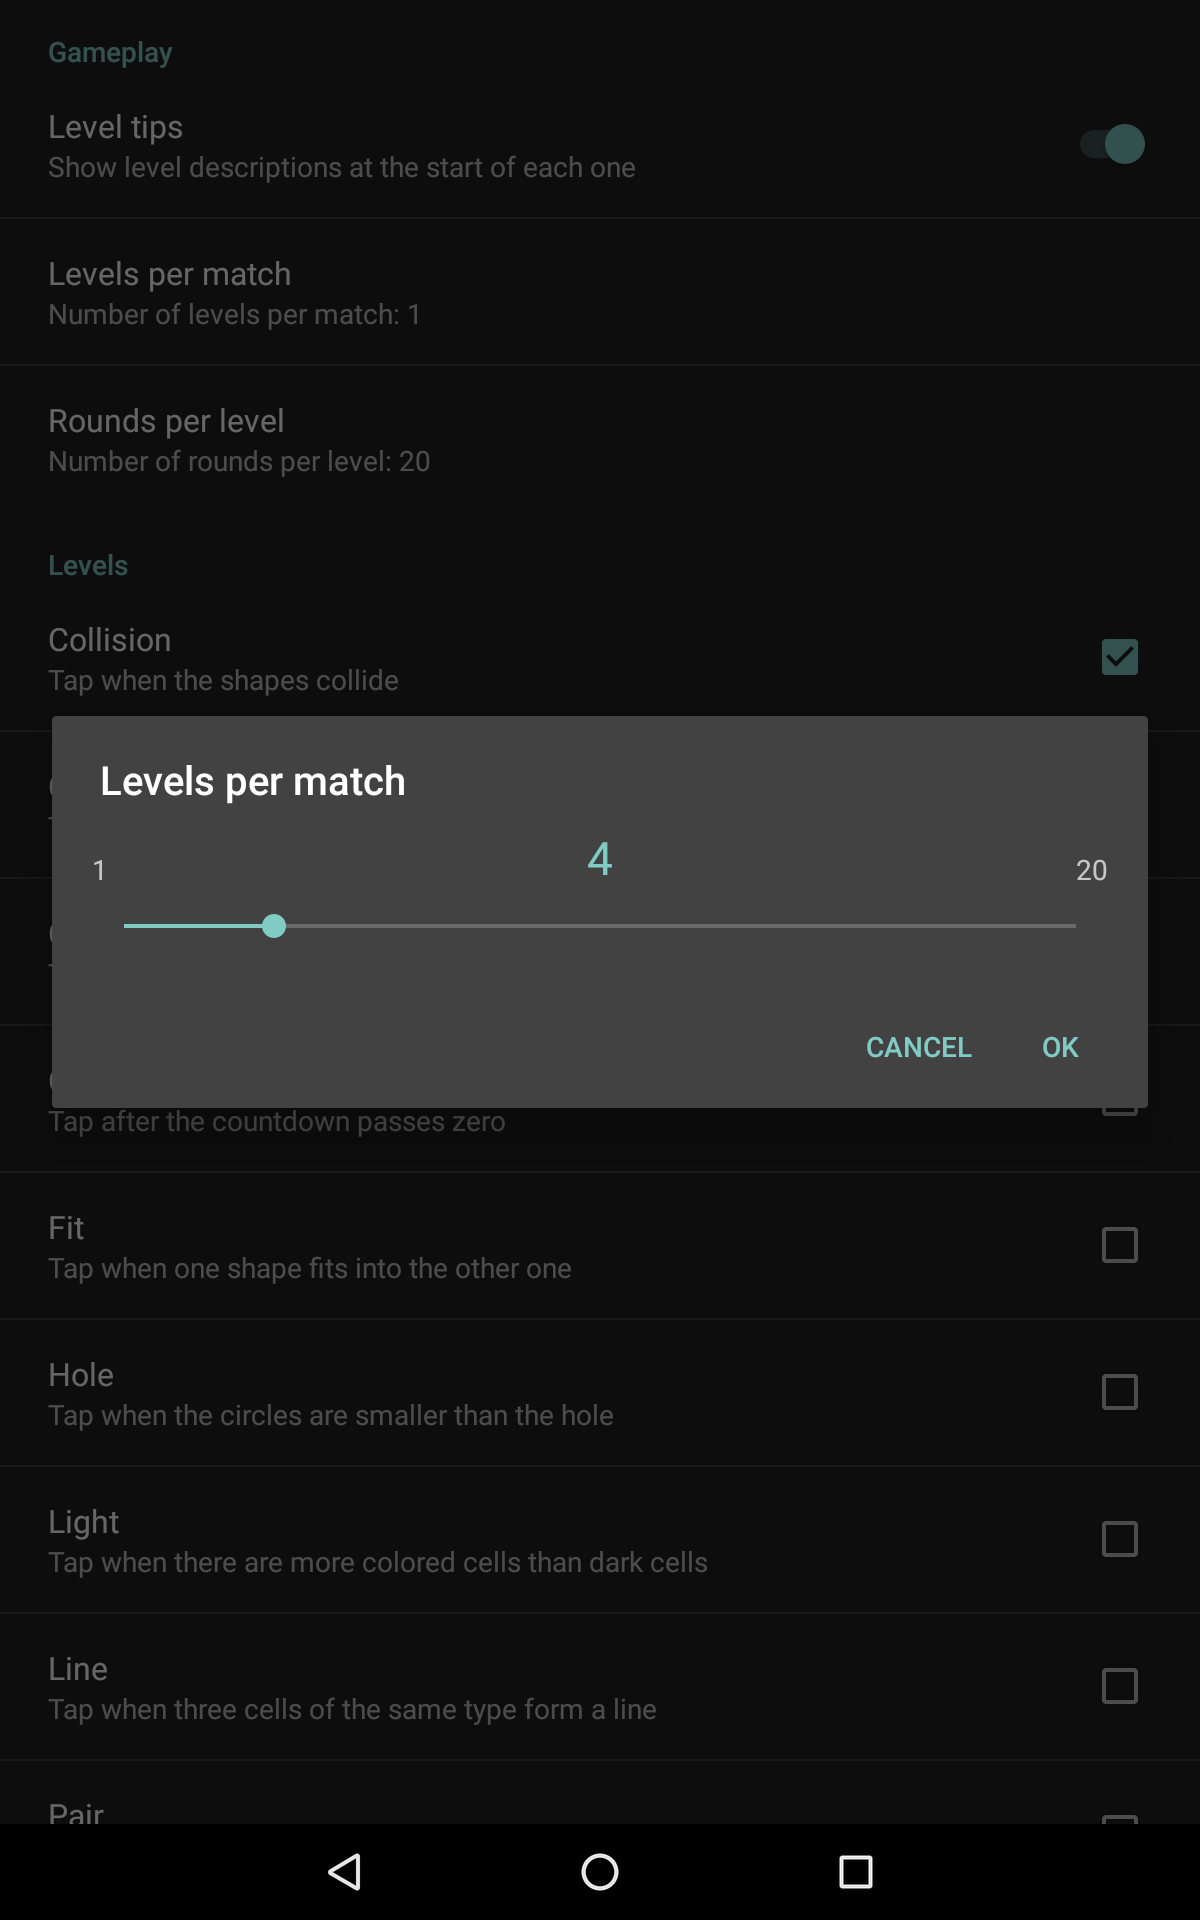 Gameplay
Level tips
Show level descriptions at the start of each one
Levels per match
Number of levels per match: 1
Rounds per level
Number of rounds per level: 20
Levels
Collision
Tap when the shapes collide
Levels per match
1
4
20
CANCEL
OK
Tap after the countdown passes zero
Fit
Tap when one shape fits into the other one
Hole
Tap when the circles are smaller than the hole
Light
Tap when there are more colored cells than dark cells
Line
Tap when three cells of the same type form a line
Pair